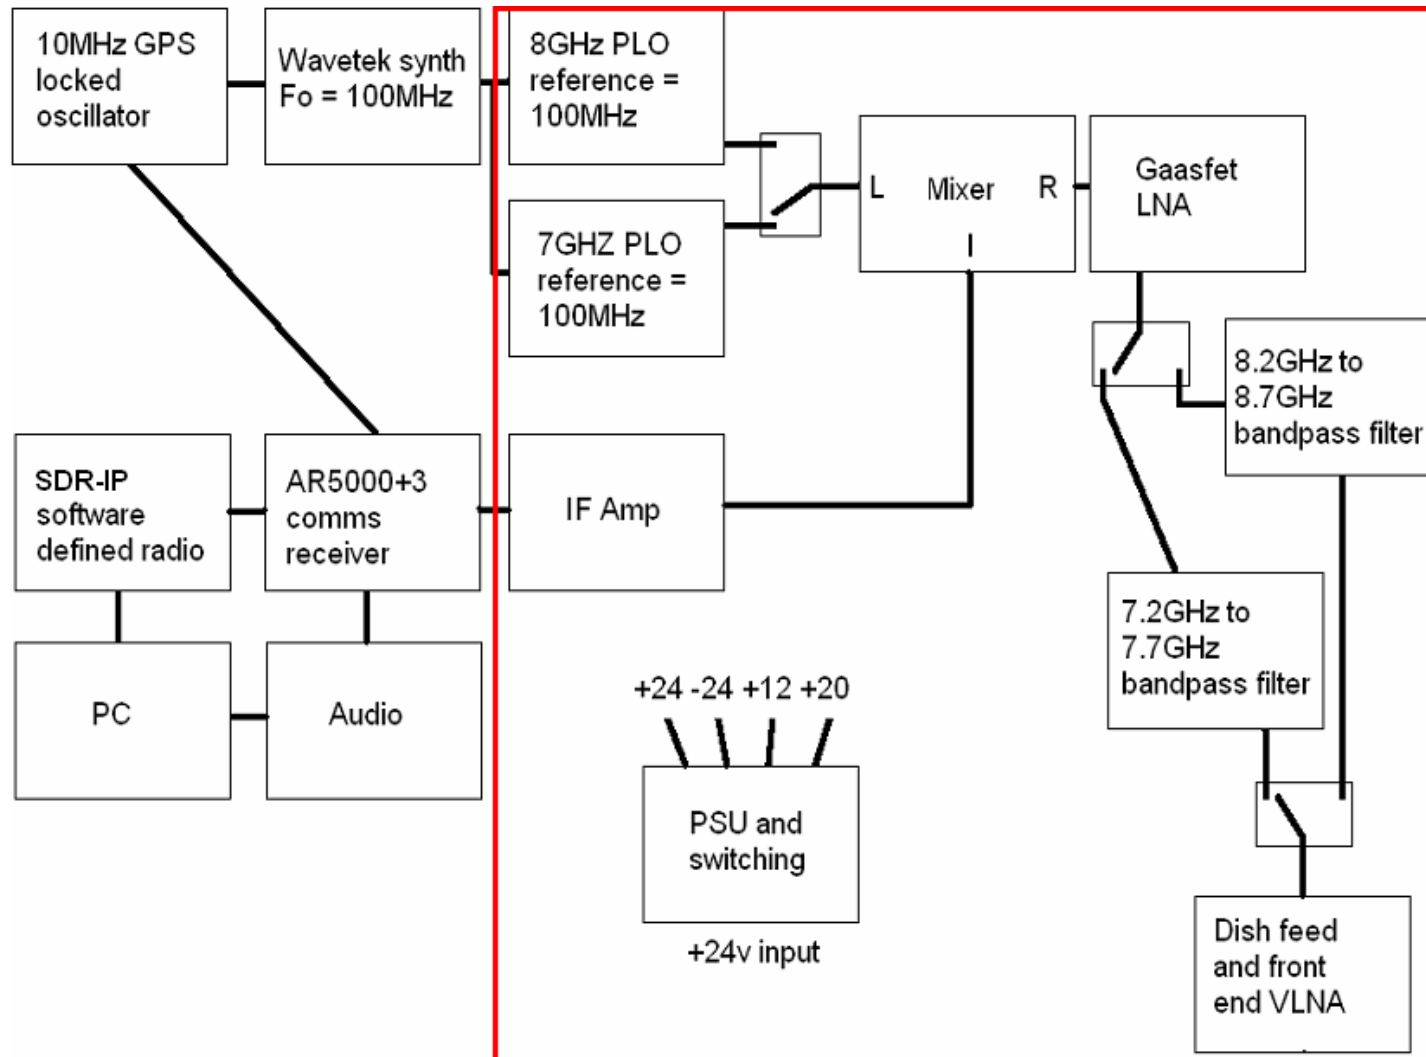 10MHz GPS
locked
oscillator
Wavetek synth
Fo = 100MHz
8GHz PLO
reference =
100MHz
7GHZ PLO
reference =
100MHz
L
Mixer
R
I
Gaasfet
LNA
8.2GHz to
8.7GHz
bandpass filter
SDR-IP
software
defined radio
AR5000+3
comms
receiver
IF Amp
7.2GHz to
7.7GHz
bandpass filter
PC
Audio
+24 -24 +12 +20
PSU and
switching
+24v input
Dish feed
and front
end VLNA